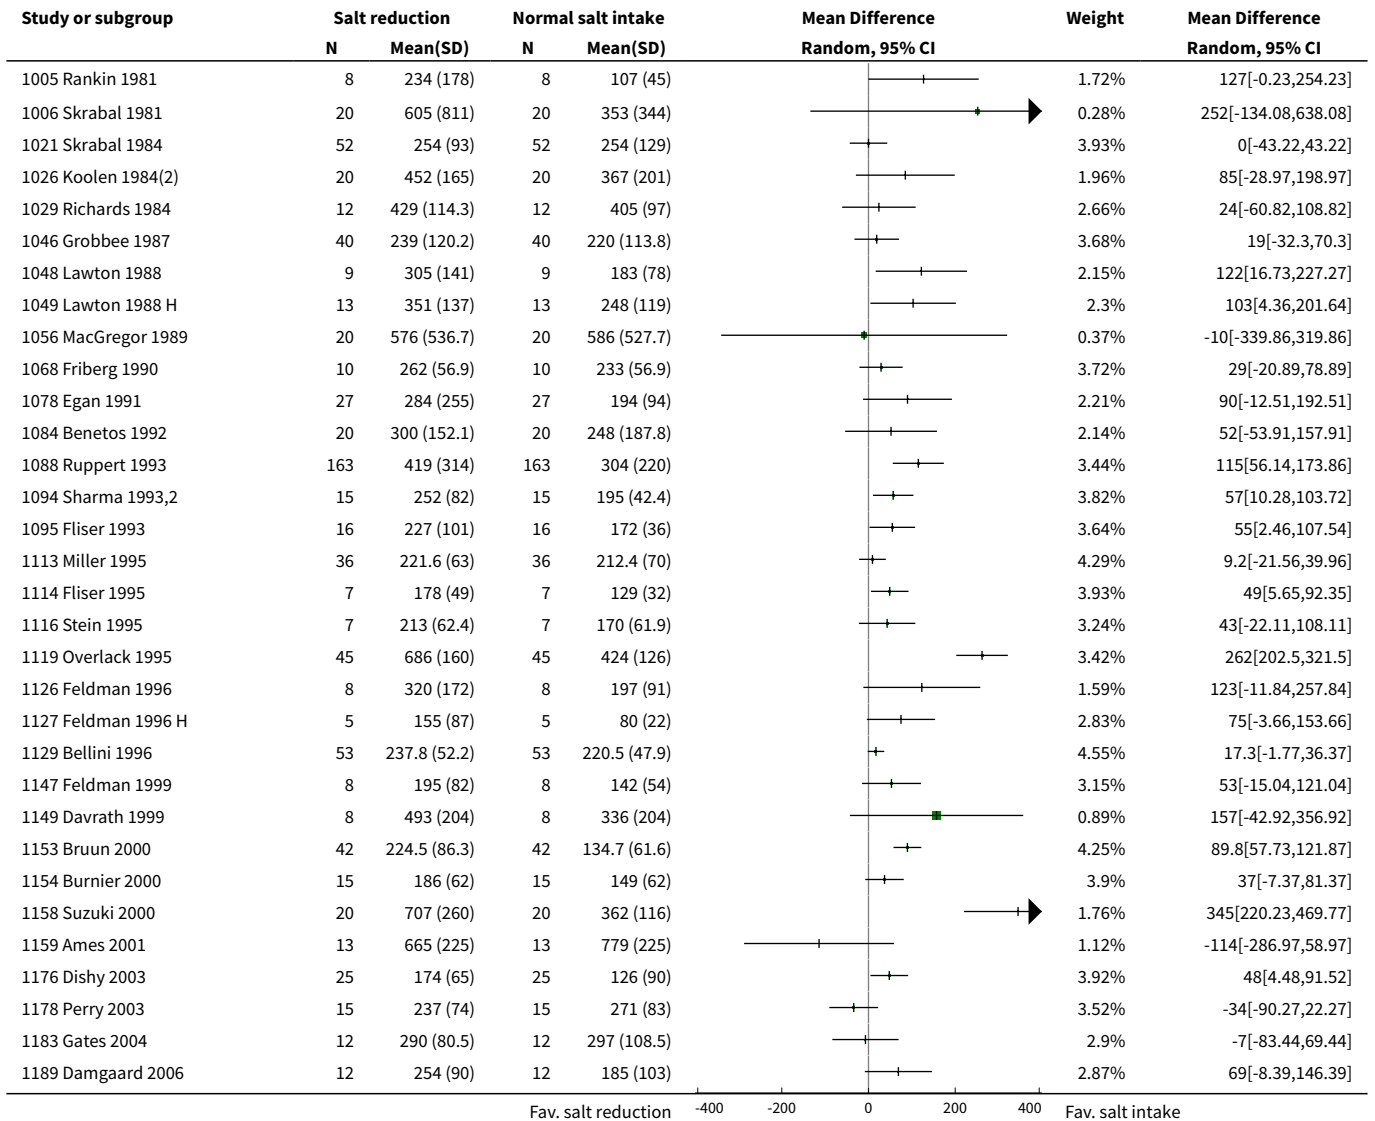 Study or subgroup Salt reduction Normal salt intake Mean Difference Weight Mean Difference
N Mean(SD) N Mean(SD) Random, 95% CI Random, 95% CI
1005 Rankin 1981 8 234 (178) 8 107 (45) 1.72% 127[-0.23,254.23]
1006 Skrabal 1981 20 605 (811) 20 353 (344) 0.28% 252[-134.08,638.08]
1021 Skrabal 1984 52 254 (93) 52 254 (129) 3.93% 0[-43.22,43.22]
1026 Koolen 1984(2) 20 452 (165) 20 367 (201) 1.96% 85[-28.97,198.97]
1029 Richards 1984 12 429 (114.3) 12 405 (97) 2.66% 24[-60.82,108.82]
1046 Grobbee 1987 40 239 (120.2) 40 220 (113.8) 3.68% 19[-32.3,70.3]
1048 Lawton 1988 9 305 (141) 9 183 (78) 2.15% 122[16.73,227.27]
1049 Lawton 1988 H 13 351 (137) 13 248 (119) 2.3% 103[4.36,201.64]
1056 MacGregor 1989 20 576 (536.7) 20 586 (527.7) 0.37% -10[-339.86,319.86]
1068 Friberg 1990 10 262 (56.9) 10 233 (56.9) 3.72% 29[-20.89,78.89]
1078 Egan 1991 27 284 (255) 27 194 (94) 2.21% 90[-12.51,192.51]
1084 Benetos 1992 20 300 (152.1) 20 248 (187.8) 2.14% 52[-53.91,157.91]
1088 Ruppert 1993 163 419 (314) 163 304 (220) 3.44% 115[56.14,173.86]
1094 Sharma 1993,2 15 252 (82) 15 195 (42.4) 3.82% 57[10.28,103.72]
1095 Fliser 1993 16 227 (101) 16 172 (36) 3.64% 55[2.46,107.54]
1113 Miller 1995 36 221.6 (63) 36 212.4 (70) 4.29% 9.2[-21.56,39.96]
1114 Fliser 1995 7 178 (49) 7 129 (32) 3.93% 49[5.65,92.35]
1116 Stein 1995 7 213 (62.4) 7 170 (61.9) 3.24% 43[-22.11,108.11]
1119 Overlack 1995 45 686 (160) 45 424 (126) 3.42% 262[202.5,321.5]
1126 Feldman 1996 8 320 (172) 8 197 (91) 1.59% 123[-11.84,257.84]
1127 Feldman 1996 H 5 155 (87) 5 80 (22) 2.83% 75[-3.66,153.66]
1129 Bellini 1996 53 237.8 (52.2) 53 220.5 (47.9) 4.55% 17.3[-1.77,36.37]
1147 Feldman 1999 8 195 (82) 8 142 (54) 3.15% 53[-15.04,121.04]
1149 Davrath 1999 8 493 (204) 8 336 (204) 0.89% 157[-42.92,356.92]
1153 Bruun 2000 42 224.5 (86.3) 42 134.7 (61.6) 4.25% 89.8[57.73,121.87]
1154 Burnier 2000 15 186 (62) 15 149 (62) 3.9% 37[-7.37,81.37]
1158 Suzuki 2000 20 707 (260) 20 362 (116) 1.76% 345[220.23,469.77]
1159 Ames 2001 13 665 (225) 13 779 (225) 1.12% -114[-286.97,58.97]
1176 Dishy 2003 25 174 (65) 25 126 (90) 3.92% 48[4.48,91.52]
1178 Perry 2003 15 237 (74) 15 271 (83) 3.52% -34[-90.27,22.27]
1183 Gates 2004 12 290 (80.5) 12 297 (108.5) 2.9% -7[-83.44,69.44]
1189 Damgaard 2006 12 254 (90) 12 185 (103) 2.87% 69[-8.39,146.39]
Fav. salt reduction -400 -200 0 200 400 Fav. salt intake